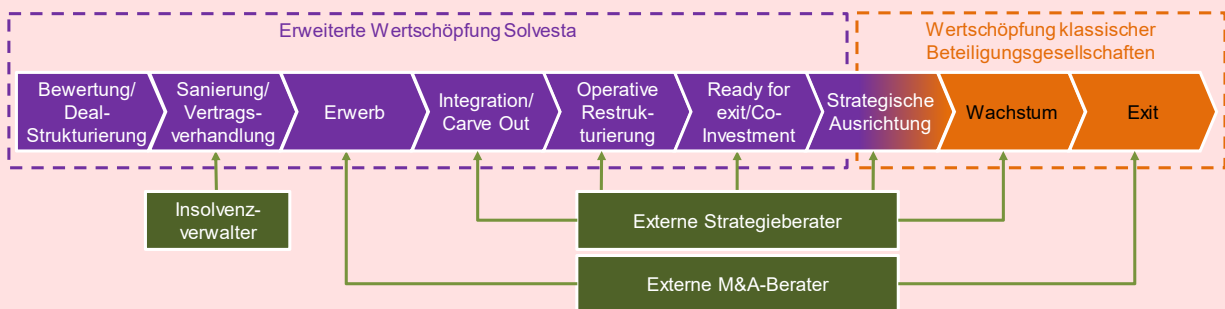 Erweiterte Wertschöpfung Solvesta
Wertschöpfung klassischer
Beteiligungsgesellschaften
Bewertung/
Deal-
Strukturierung
Sanierung/
Vertrags-
verhandlung
Erwerb
Integration/
Carve Out
Operative
Restruk-
turierung
Ready for
exit/Co-
Investment
Strategische
Ausrichtung
Wachstum
Exit
Insolvenz-
verwalter
Externe Strategieberater
Externe M&A-Berater